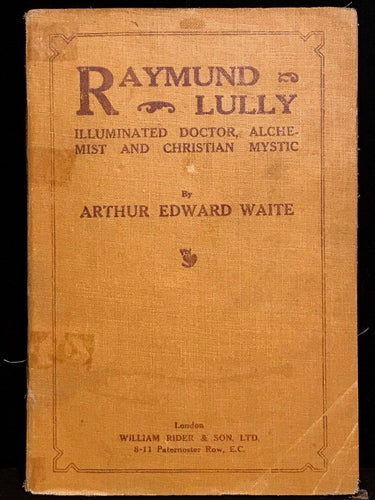 RAYMUND
LULLY
ILLUMINATED DOCTOR, ALCHE-
MIST AND CHRISTIAN MYSTIC
By
ARTHUR EDWARD WAITE
London
WILLIAM RIDER & SON, LTD.
8-11 Paternoster Row, E.C.